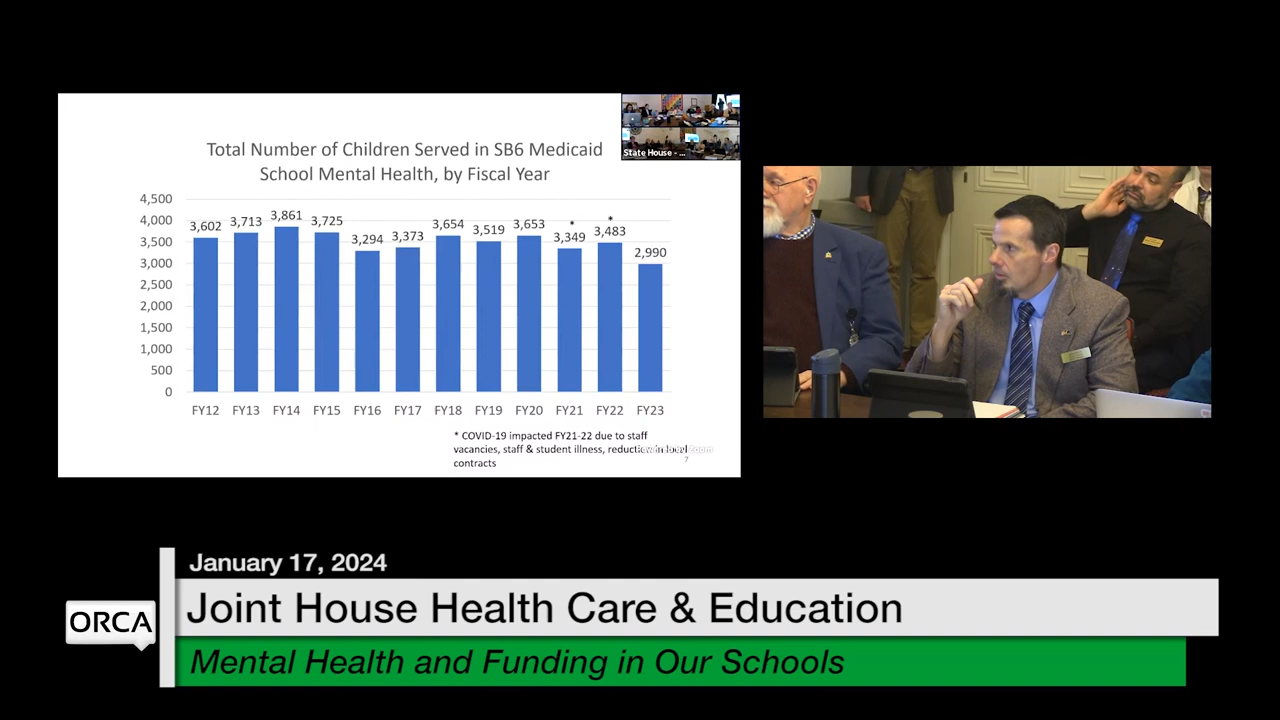 Total Number of Children Served in SB6 Medicaid
School Mental Health, by Fiscal Year
State House - ...
4,500
4,000
3,500
3,000
2,500
2,000
1,500
1,000
500
0
3,602 3,713 3,861 3,725 3,294 3,373 3,654 3,519 3,653 * 3,349 * 3,483 2,990
FY12 FY13 FY14 FY15 FY16 FY17 FY18 FY19 FY20 FY21 FY22 FY23
* COVID-19 impacted FY21-22 due to staff
vacancies, staff & student illness, in local
contracts
7
January 17, 2024
ORCA
Joint House Health Care & Education
Mental Health and Funding in Our Schools